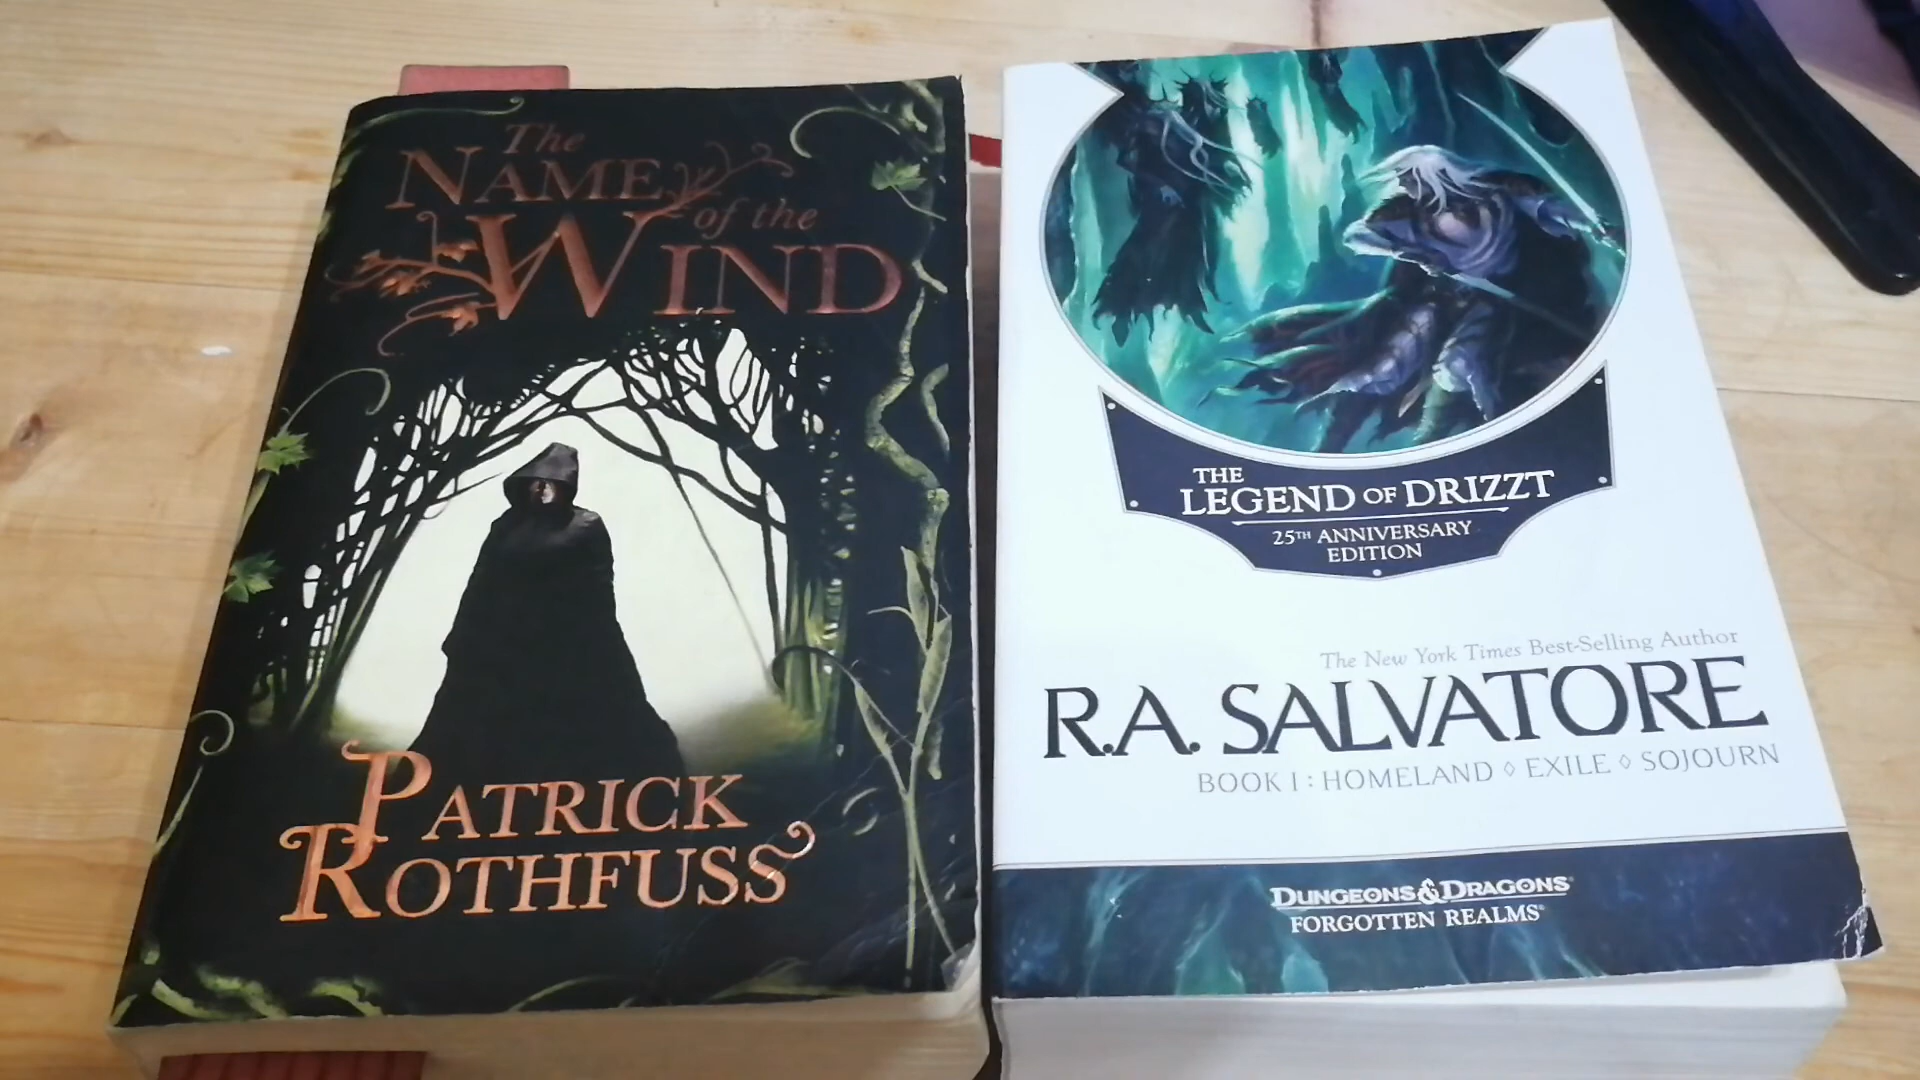 The
NAME
of the
WIND
PATRICK
ROTHFUSS
THE
LEGEND OF DRIZZT
25TH ANNIVERSARY
EDITION
The New York Times Best-Selling Author
R.A. SALVATORE
BOOK I: HOMELAND ◊ EXILE ◊ SOJOURN
DUNGEONS & DRAGONS®
FORGOTTEN REALMS®